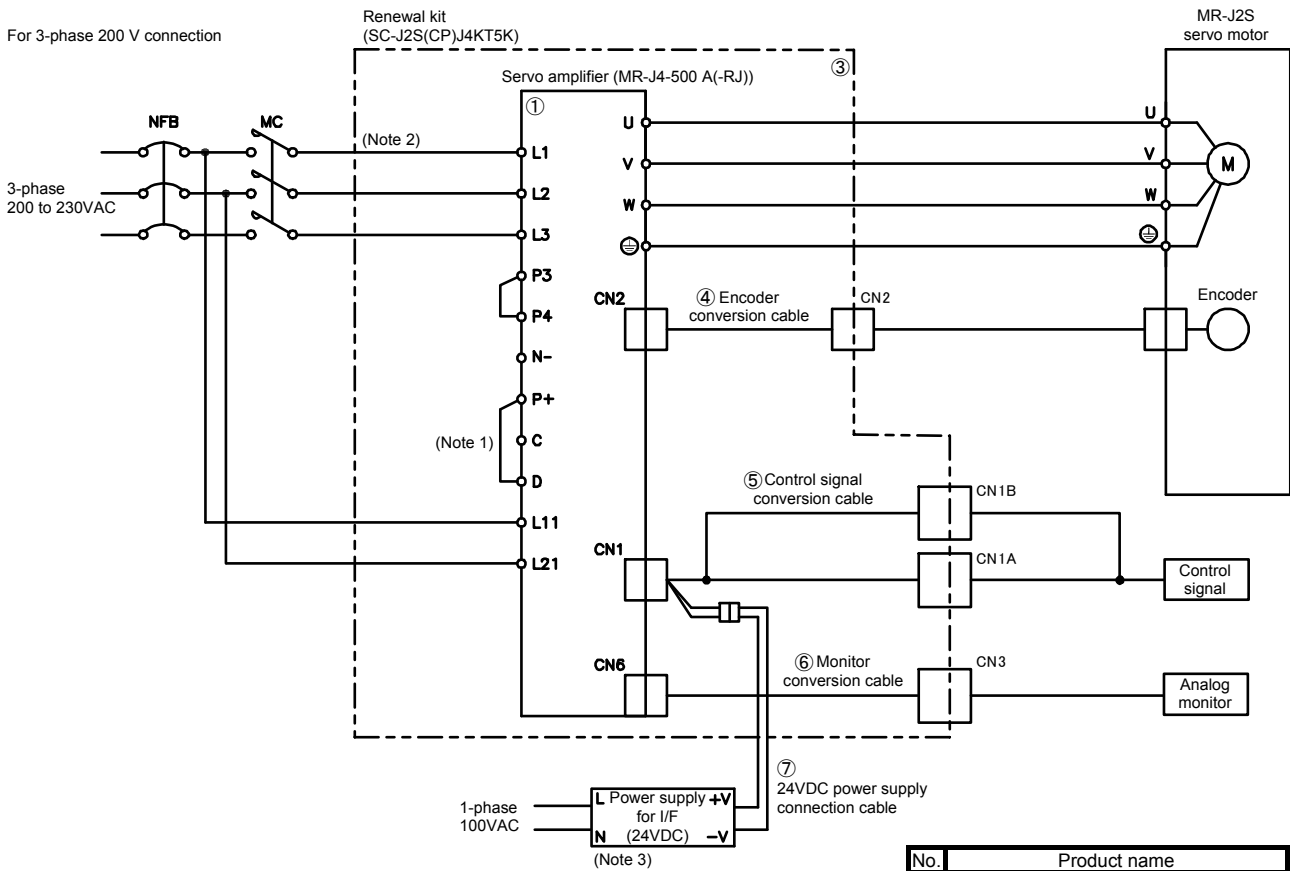 Renewal kit
(SC-J2S(CP)J4KT5K)
MR-J2S
servo motor
For 3-phase 200 V connection
③
Servo amplifier (MR-J4-500 A(-RJ))
①
NFB
MC
(Note 2)
L1
L2
L3
3-phase
200 to 230VAC
U
V
W
U
V
W
M
P3
P4
N-
P+
C
D
(Note 1)
L11
L21
CN2
④ Encoder
conversion cable
CN2
Encoder
⑤ Control signal
conversion cable
CN1B
CN1
CN1A
Control
signal
CN6
⑥ Monitor
conversion cable
CN3
Analog
monitor
⑦
24VDC power supply
connection cable
1-phase
100VAC
L Power supply +V
for I/F
N (24VDC) -V
(Note 3)
No. Product name